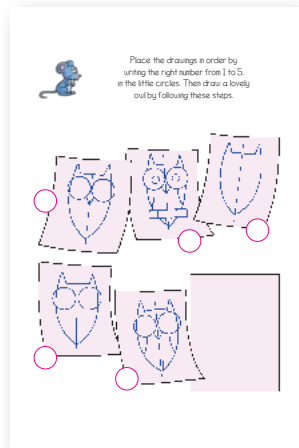 Place the drawings in order by
writing the right number from 1 to 5.
in the little circles. Then draw a lovely
owl by following these steps.